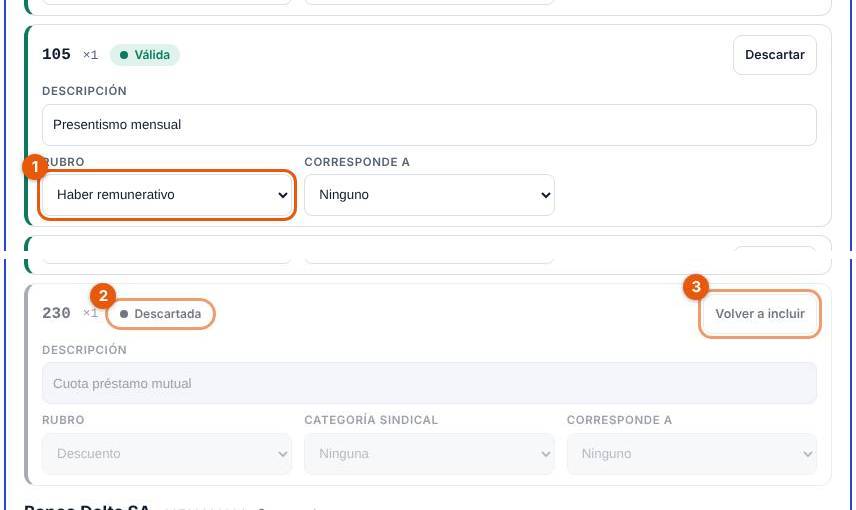 105 ×1 Válida Descartar
DESCRIPCIÓN
Presentismo mensual
1 RUBRO CORRESPONDE A
Haber remunerativo Ninguno
2 3
230 ×1 Descartada Volver a incluir
DESCRIPCIÓN
Cuota préstamo mutual
RUBRO CATEGORÍA SINDICAL CORRESPONDE A
Descuento Ninguna Ninguno